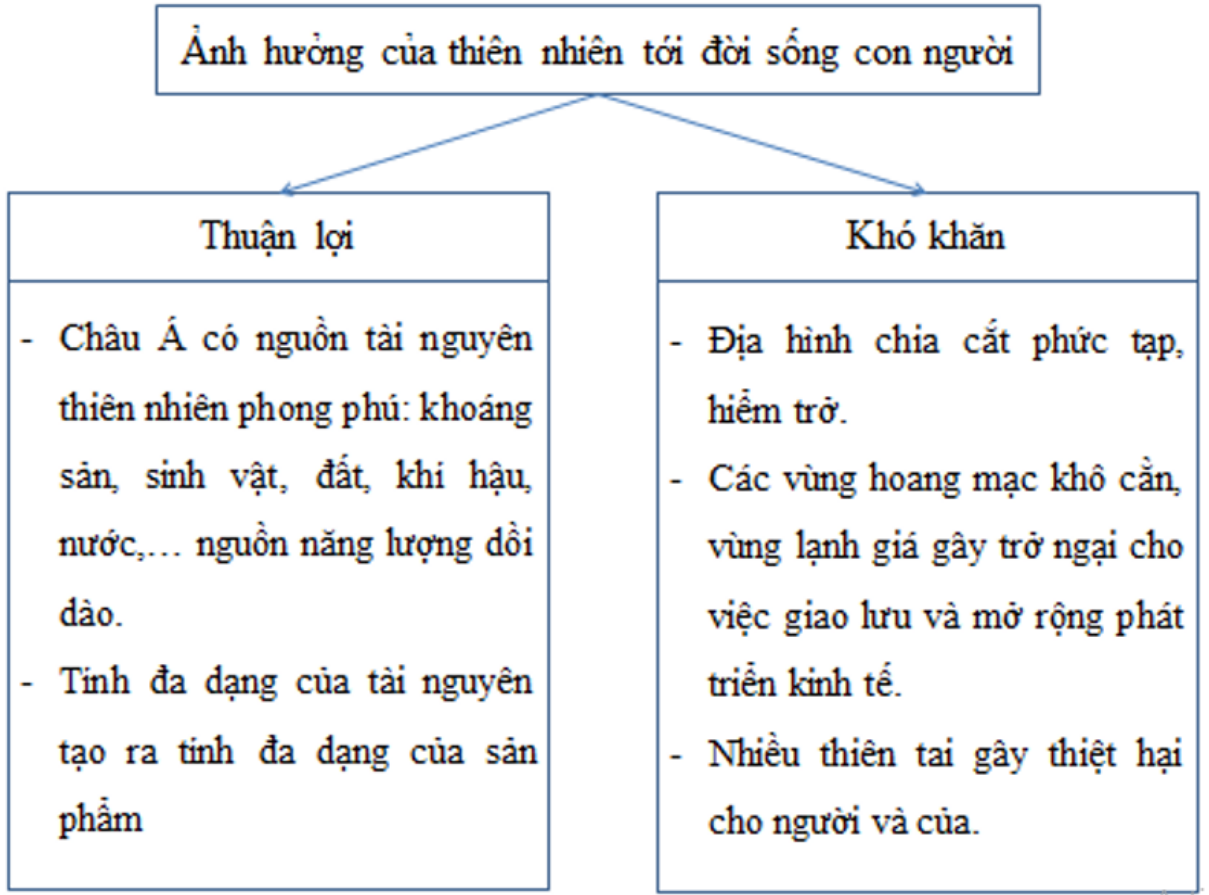 Ảnh hưởng của thiên nhiên tới đời sống con người
Thuận lợi
- Châu Á có nguồn tài nguyên
thiên nhiên phong phú: khoáng
sản, sinh vật, đất, khí hậu,
nước,… nguồn năng lượng dồi
dào.
- Tính đa dạng của tài nguyên
tạo ra tính đa dạng của sản
phẩm
Khó khăn
- Địa hình chia cắt phức tạp,
hiểm trở.
- Các vùng hoang mạc khô cằn,
vùng lạnh giá gây trở ngại cho
việc giao lưu và mở rộng phát
triển kinh tế.
- Nhiều thiên tai gây thiệt hại
cho người và của.